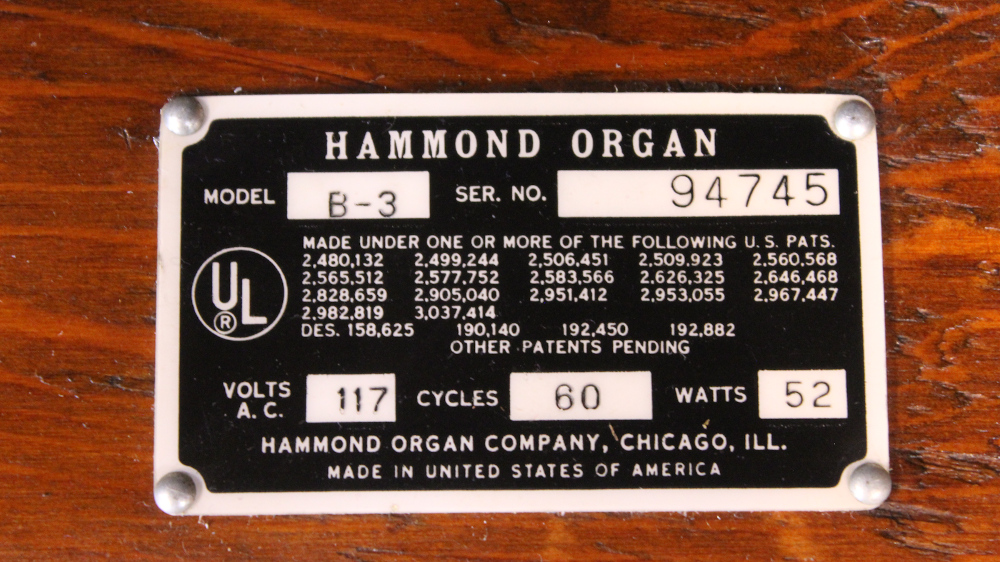 HAMMOND ORGAN
MODEL B-3 SER. NO. 94745
MADE UNDER ONE OR MORE OF THE FOLLOWING U.S. PATS.
2,480,132 2,499,244 2,506,451 2,509,923 2,560,568
2,565,512 2,577,752 2,583,566 2,626,325 2,646,468
2,828,659 2,905,040 2,951,412 2,953,055 2,967,447
2,982,819 3,037,414
DES. 158,625 190,140 192,450 192,882
OTHER PATENTS PENDING
UL
®
VOLTS A.C. 117 CYCLES 60 WATTS 52
HAMMOND ORGAN COMPANY, CHICAGO, ILL.
MADE IN UNITED STATES OF AMERICA